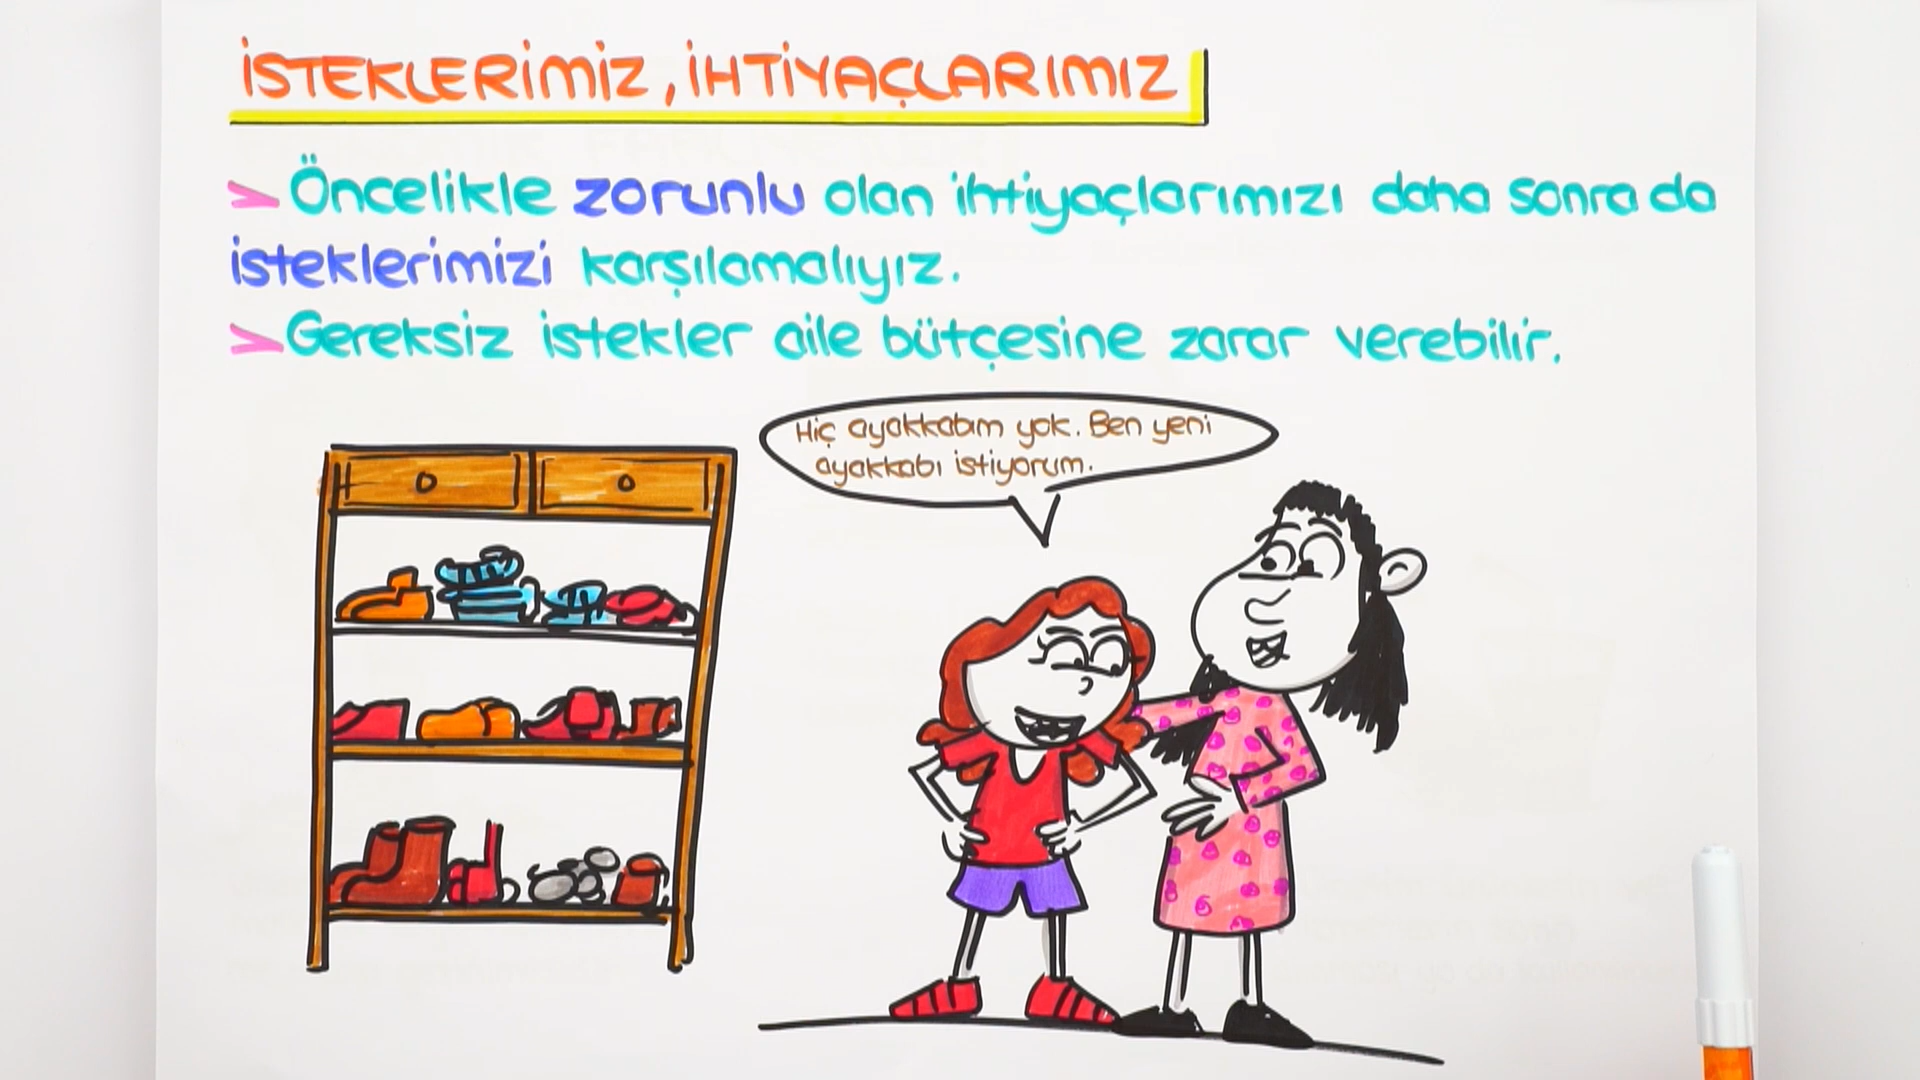 İSTEKLERİMİZ, İHTİYAÇLARIMIZ
Öncelikle zorunlu olan ihtiyaçlarımızı daha sonra da
isteklerimizi karşılamalıyız.
Gereksiz istekler aile bütçesine zarar verebilir.
Hiç ayakkabım yok. Ben yeni
ayakkabı istiyorum.